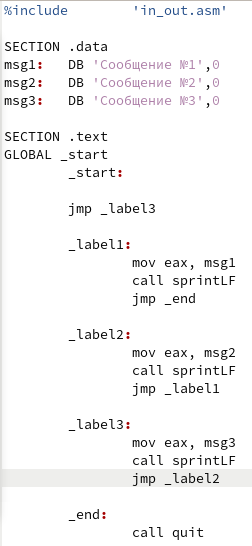 %include 'in_out.asm'
SECTION .data
msg1: DB 'Сообщение №1',0
msg2: DB 'Сообщение №2',0
msg3: DB 'Сообщение №3',0
SECTION .text
GLOBAL _start
_start:
jmp _label3
_label1:
mov eax, msg1
call sprintLF
jmp _end
_label2:
mov eax, msg2
call sprintLF
jmp _label1
_label3:
mov eax, msg3
call sprintLF
jmp _label2
_end:
call quit